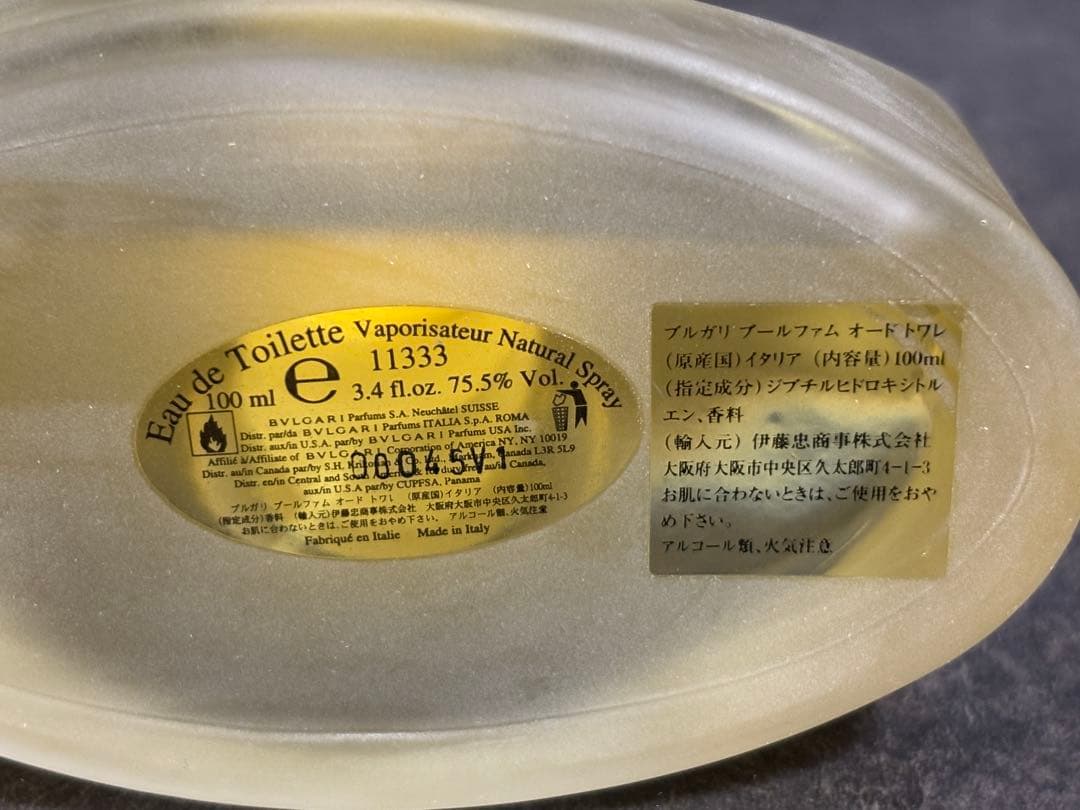 Eau de Toilette Vaporisateur Natural Spray
11333
100 ml e 3.4 fl.oz. 75.5% Vol.
BVLGARI Parfums S.A. Neuchâtel SUISSE
Distr. par/da BVLGARI Parfums ITALIA S.p.A. ROMA
Distr. aux/in U.S.A. par/by BVLGARI Parfums USA Inc.
Affilié à/Affiliate of BVLGARI Corporation of America NY, NY 10019
Distr. au/in Canada par/by S.H. Ltd., Canada L3R 5L9
Distr. en/in Central and South duty free au/in Canada,
aux/in U.S.A par/by CUPFSA, Panama
00045V1
ブルガリ プールファム オード トワレ (原産国)イタリア (内容量)100ml
(指定成分)香料 (輸入元)伊藤忠商事株式会社 大阪府大阪市中央区久太郎町4-1-3
お肌に合わないときは、ご使用をおやめ下さい。 アルコール類、火気注意
Fabriqué en Italie Made in Italy
ブルガリ プールファム オード トワレ
(原産国)イタリア (内容量)100ml
(指定成分)ジブチルヒドロキシトル
エン、香料
(輸入元) 伊藤忠商事株式会社
大阪府大阪市中央区久太郎町4-1-3
お肌に合わないときは、ご使用をおや
め下さい。
アルコール類、火気注意